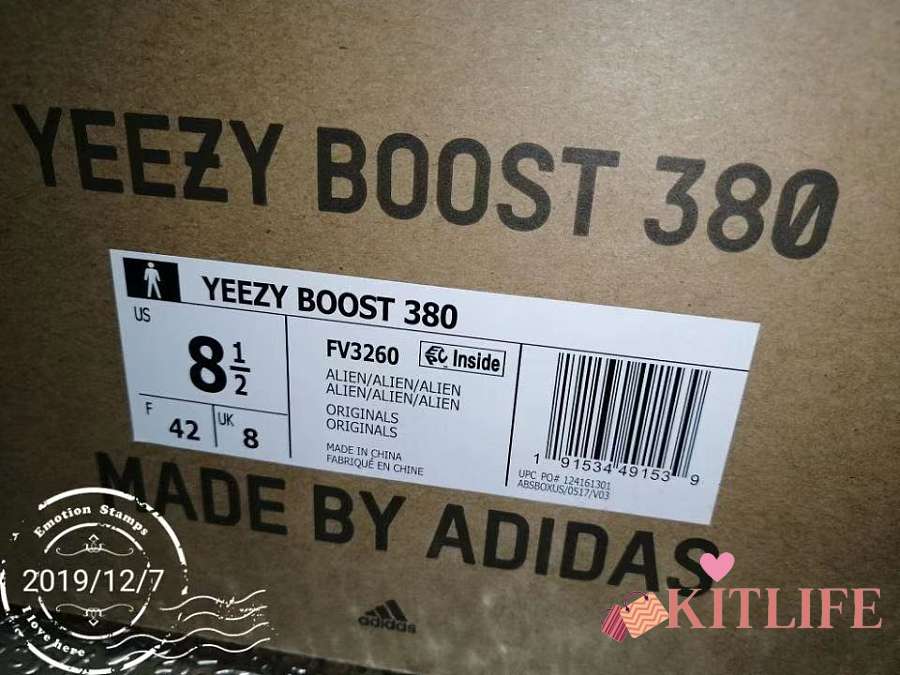 YEEZY BOOST 380
YEEZY BOOST 380
US
8 1/2
F
42
UK
8
FV3260
Inside
ALIEN/ALIEN/ALIEN
ALIEN/ALIEN/ALIEN
ORIGINALS
ORIGINALS
MADE IN CHINA
FABRIQUÉ EN CHINE
1 91534 49153 9
UPC PO# 124161301
ABSBOXUS/0517/V03
MADE BY ADIDAS
adidas
Emotion Stamps
2019/12/7
I love here
KITLIFE